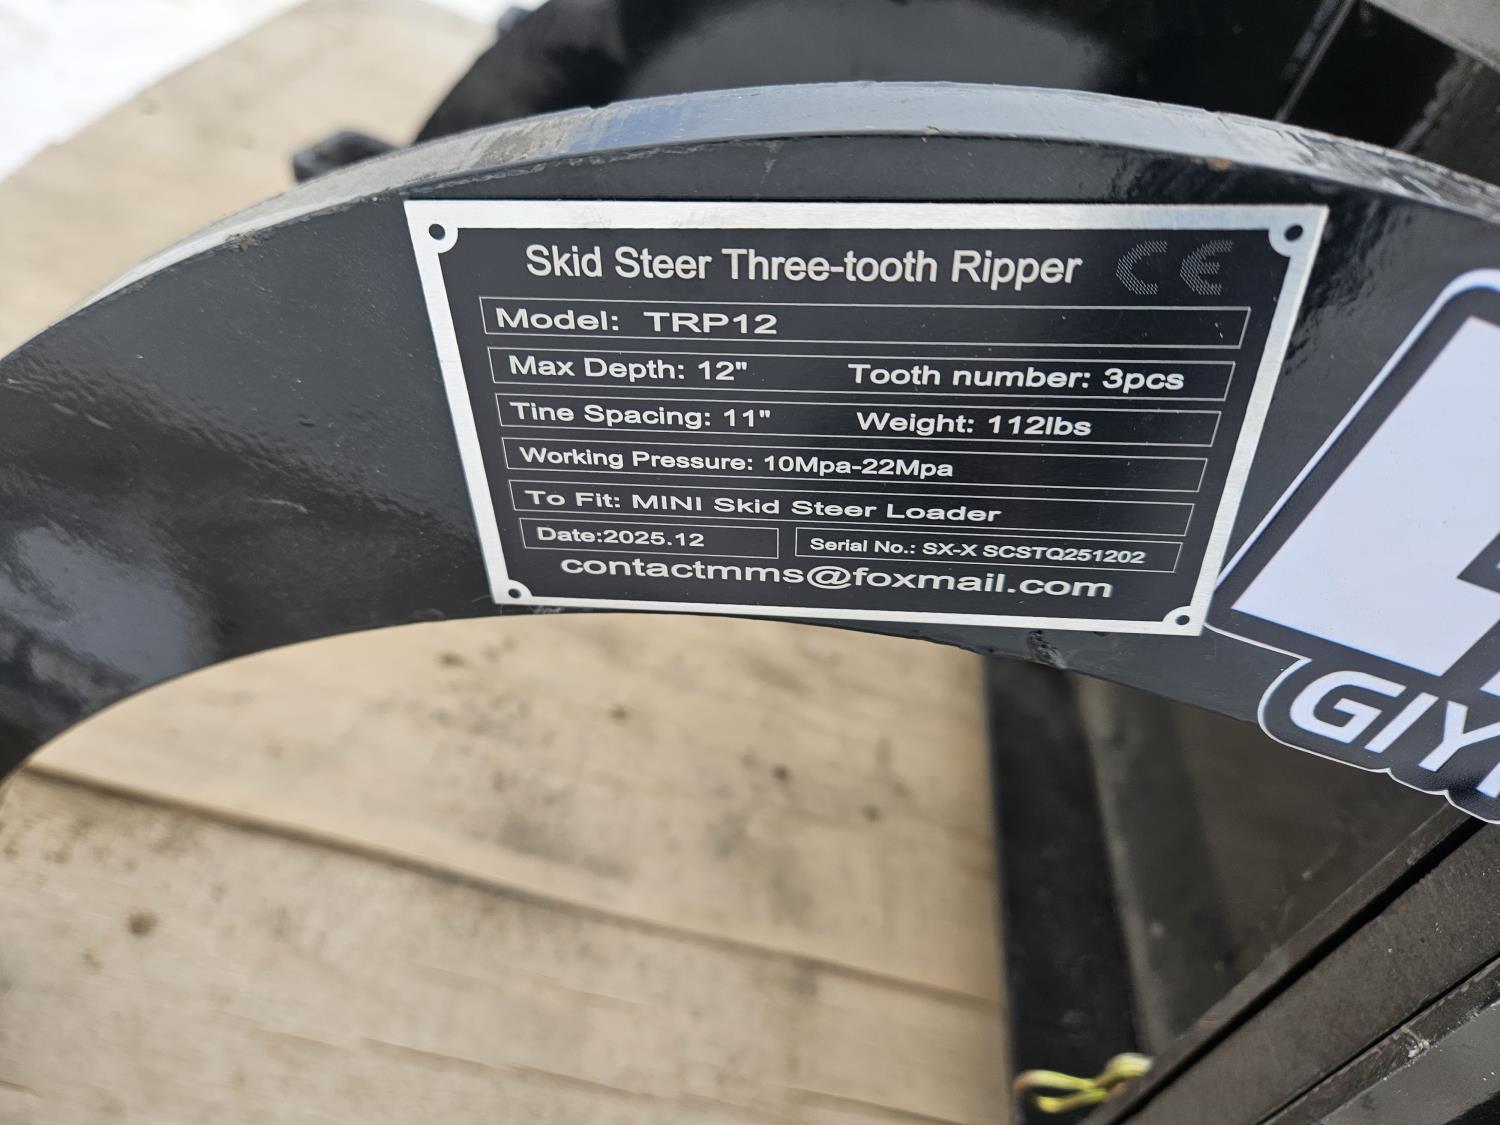 Skid Steer Three-tooth Ripper CE
Model: TRP12
Max Depth: 12" Tooth number: 3pcs
Tine Spacing: 11" Weight: 112lbs
Working Pressure: 10Mpa-22Mpa
To Fit: MINI Skid Steer Loader
Date:2025.12 Serial No.: SX-X SCSTQ251202
contactmms@foxmail.com
GIY